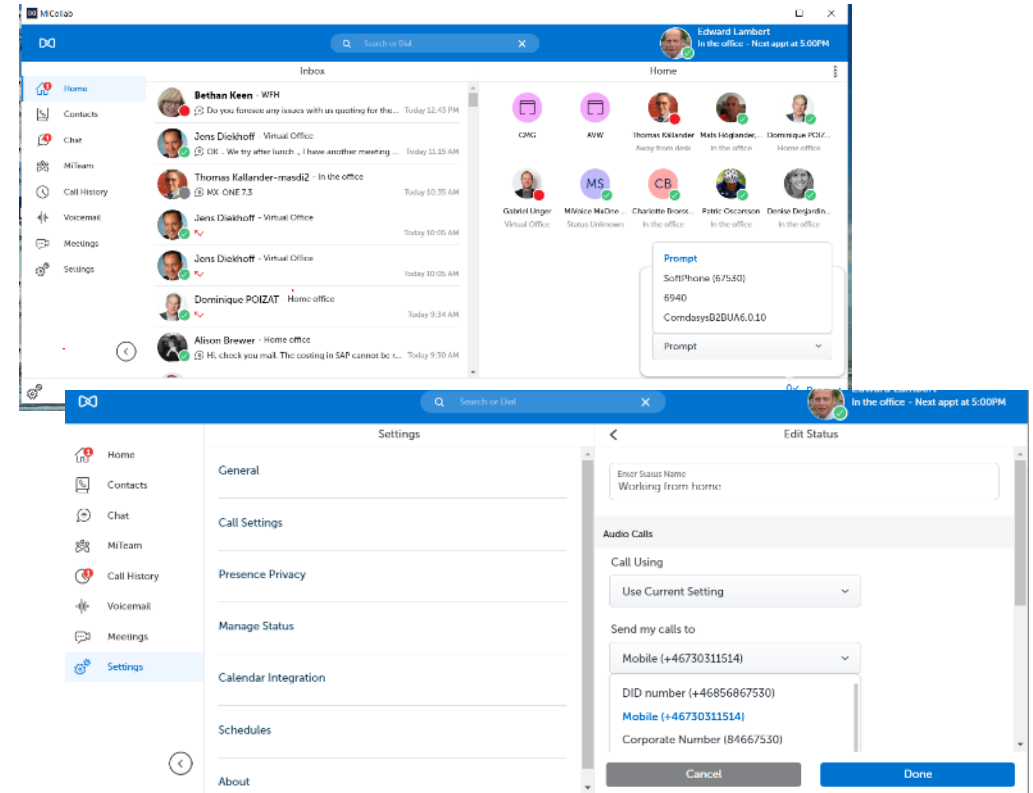 MiCollab
Search or Dial
Edward Lambert
In the office - Next appt at 5:00PM
Inbox
Home
Home
Contacts
Chat
MiTeam
Call History
Voicemail
Meetings
Settings
Bethan Keen - WFH
Do you foresee any issues with us quoting for the... Today 12:43 PM
Jens Diekhoff - Virtual Office
OK . We try after lunch , I have another meeting ... Today 11:15 AM
Thomas Kallander-masdi2 - In the office
MX-ONE 7.3 Today 10:35 AM
Jens Diekhoff - Virtual Office
Today 10:05 AM
Jens Diekhoff - Virtual Office
Today 10:05 AM
Dominique POIZAT Home office
Today 9:34 AM
Alison Brewer - Home office
Hi, check you mail. The costing in SAP cannot be r... Today 9:30 AM
CMG
AVW
Thomas Kallander
Away from desk
Mats Höglander,...
In the office
Dominique POIZ...
Home office
Gabriel Unger
Virtual Office
MS
MiVoice MxOne ...
Status Unknown
CB
Charlotte Broess...
In the office
Patric Oscarsson
In the office
Denise Desjardin...
In the office
Prompt
SoftPhone (67530)
6940
ComdasysB2BUA6.0.10
Prompt
Prompt
Search or Dial
Edward Lambert
In the office - Next appt at 5:00PM
Home
Contacts
Chat
MiTeam
Call History
Voicemail
Meetings
Settings
Settings
General
Call Settings
Presence Privacy
Manage Status
Calendar Integration
Schedules
About
Edit Status
Enter Status Name
Working from home
Audio Calls
Call Using
Use Current Setting
Send my calls to
Mobile (+46730311514)
DID number (+46856867530)
Mobile (+46730311514)
Corporate Number (84667530)
Cancel
Done